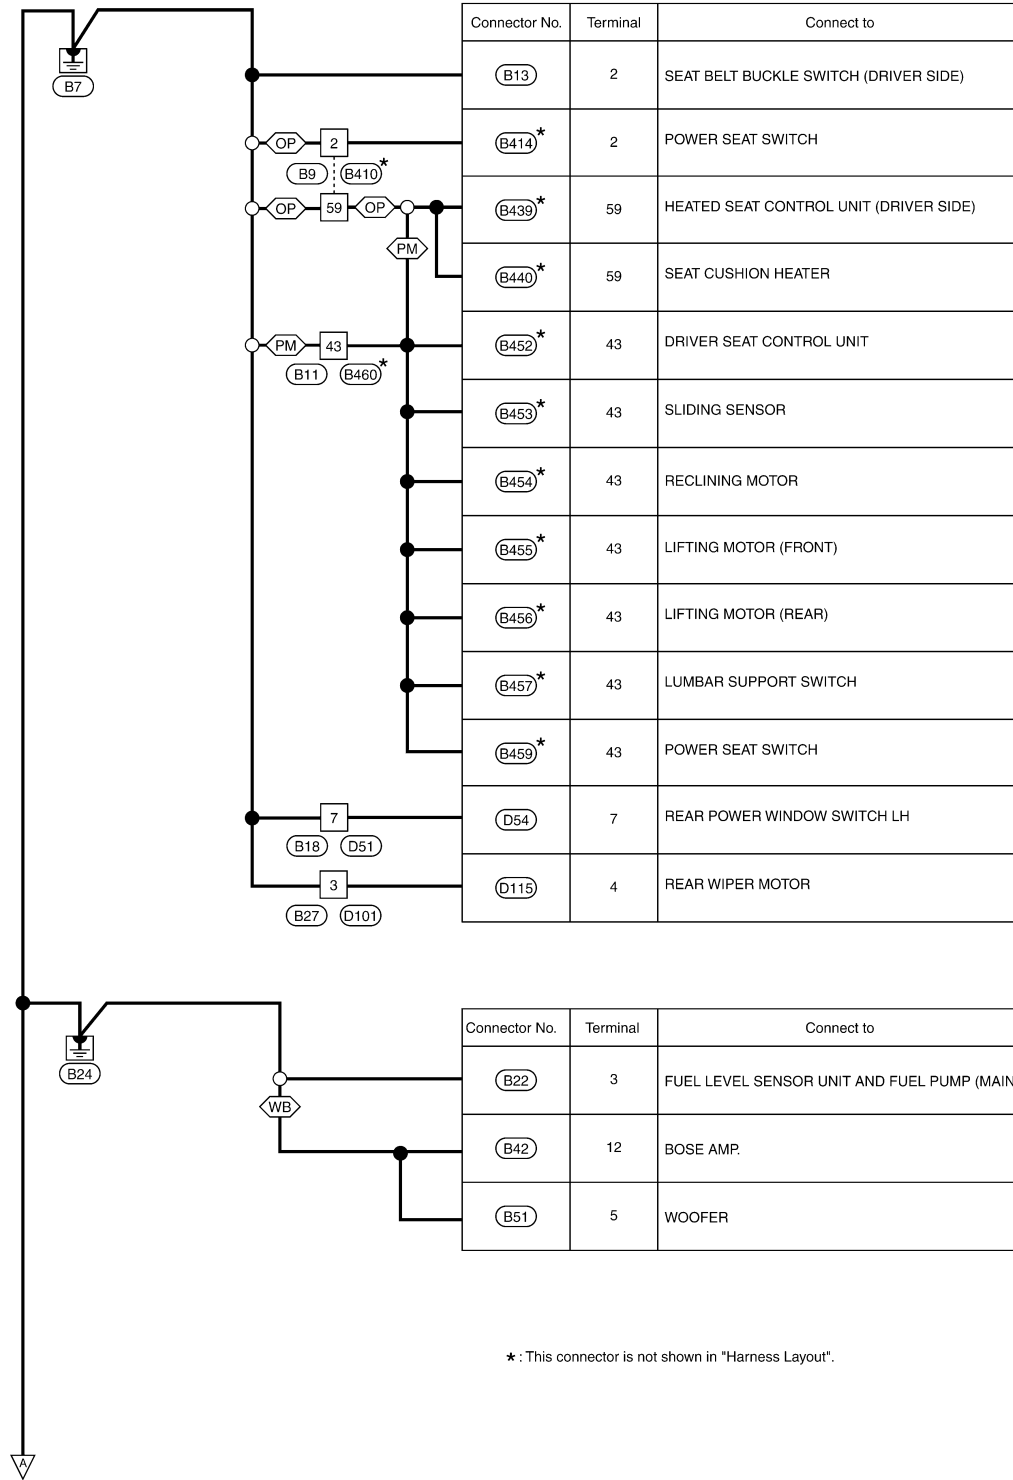 Connector No. Terminal Connect to
B7
B13 2 SEAT BELT BUCKLE SWITCH (DRIVER SIDE)
OP 2 B414* 2 POWER SEAT SWITCH
B9 B410*
OP 59 OP B439* 59 HEATED SEAT CONTROL UNIT (DRIVER SIDE)
PM
B440* 59 SEAT CUSHION HEATER
PM 43 B452* 43 DRIVER SEAT CONTROL UNIT
B11 B460*
B453* 43 SLIDING SENSOR
B454* 43 RECLINING MOTOR
B455* 43 LIFTING MOTOR (FRONT)
B456* 43 LIFTING MOTOR (REAR)
B457* 43 LUMBAR SUPPORT SWITCH
B459* 43 POWER SEAT SWITCH
7 D54 7 REAR POWER WINDOW SWITCH LH
B18 D51
3 D115 4 REAR WIPER MOTOR
B27 D101
Connector No. Terminal Connect to
B24
B22 3 FUEL LEVEL SENSOR UNIT AND FUEL PUMP (MAIN
WB
B42 12 BOSE AMP.
B51 5 WOOFER
* : This connector is not shown in "Harness Layout".
A